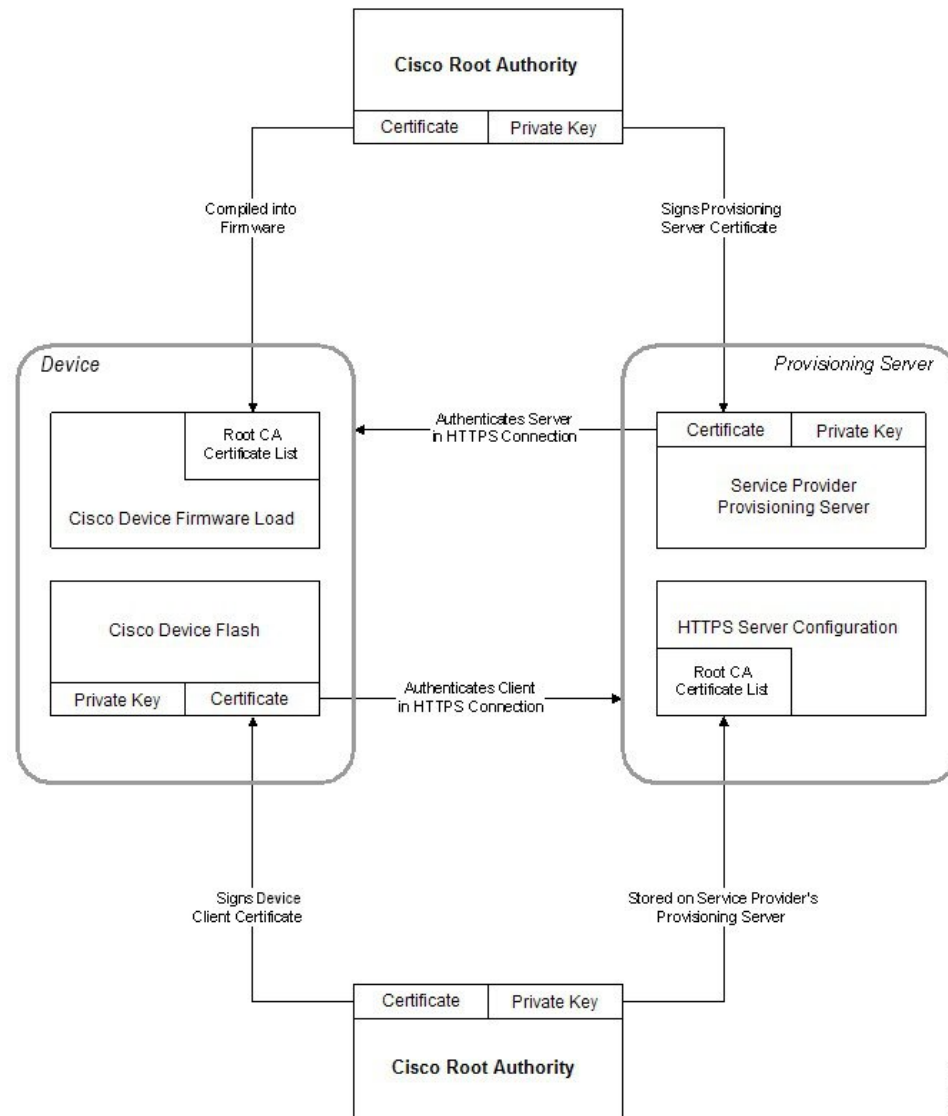 Cisco Root Authority
Certificate
Private Key
Compiled into
Firmware
Signs Provisioning
Server Certificate
Device
Provisioning Server
Root CA
Certificate List
Cisco Device Firmware Load
Authenticates Server
in HTTPS Connection
Certificate
Private Key
Service Provider
Provisioning Server
Cisco Device Flash
Private Key
Certificate
Authenticates Client
in HTTPS Connection
HTTPS Server Configuration
Root CA
Certificate List
Signs Device
Client Certificate
Stored on Service Provider's
Provisioning Server
Certificate
Private Key
Cisco Root Authority